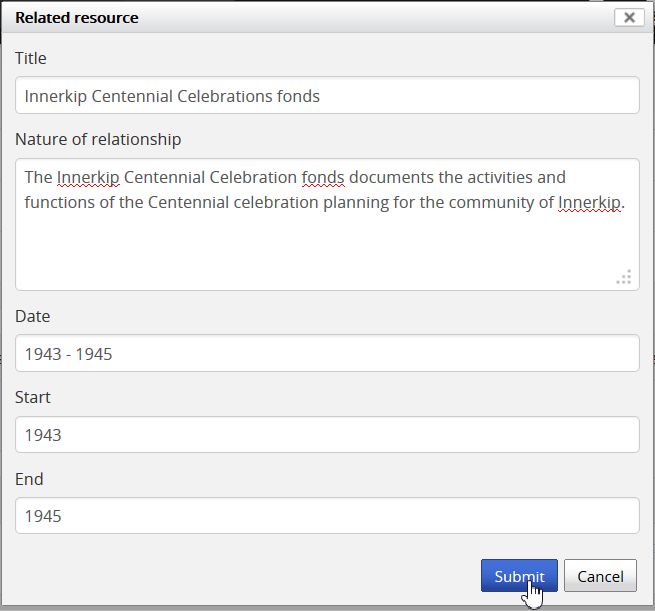 Related resource
Title
Innerkip Centennial Celebrations fonds
Nature of relationship
The Innerkip Centennial Celebration fonds documents the activities and
functions of the Centennial celebration planning for the community of Innerkip.
Date
1943 - 1945
Start
1943
End
1945
Submit Cancel